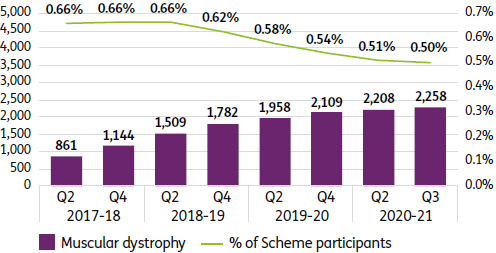 5,000 0.66% 0.66% 0.66% 0.7%
4,500 0.62% 0.6%
4,000 0.58% 0.54% 0.51% 0.50%
3,500 0.5%
3,000 0.4%
2,500 2,258
2,000 1,782 1,958 2,109 2,208 0.3%
1,500 1,509 0.2%
1,000 861 1,144
500 0.1%
0 0.0%
Q2 Q4 Q2 Q4 Q2 Q4 Q2 Q3
2017-18 2018-19 2019-20 2020-21
Muscular dystrophy % of Scheme participants